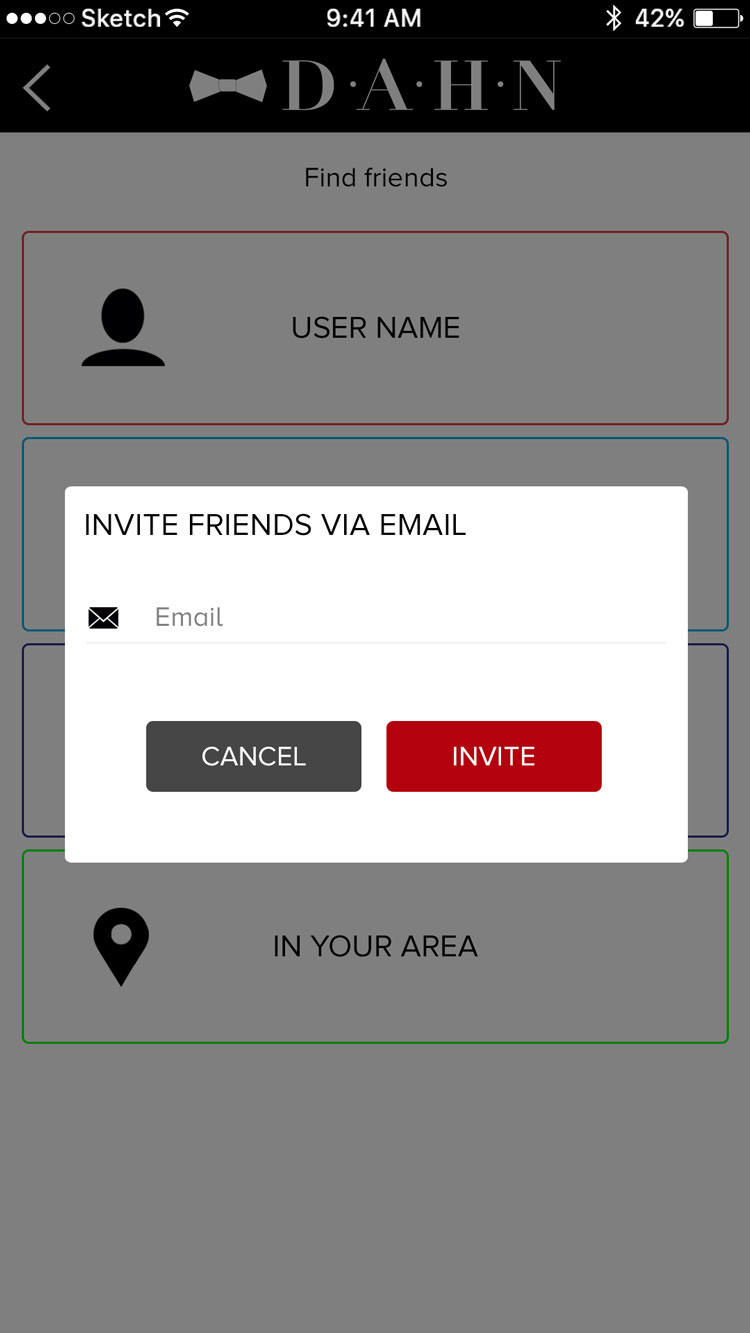 Sketch 9:41 AM 42%
D·A·H·N
Find friends
USER NAME
INVITE FRIENDS VIA EMAIL
Email
CANCEL INVITE
IN YOUR AREA